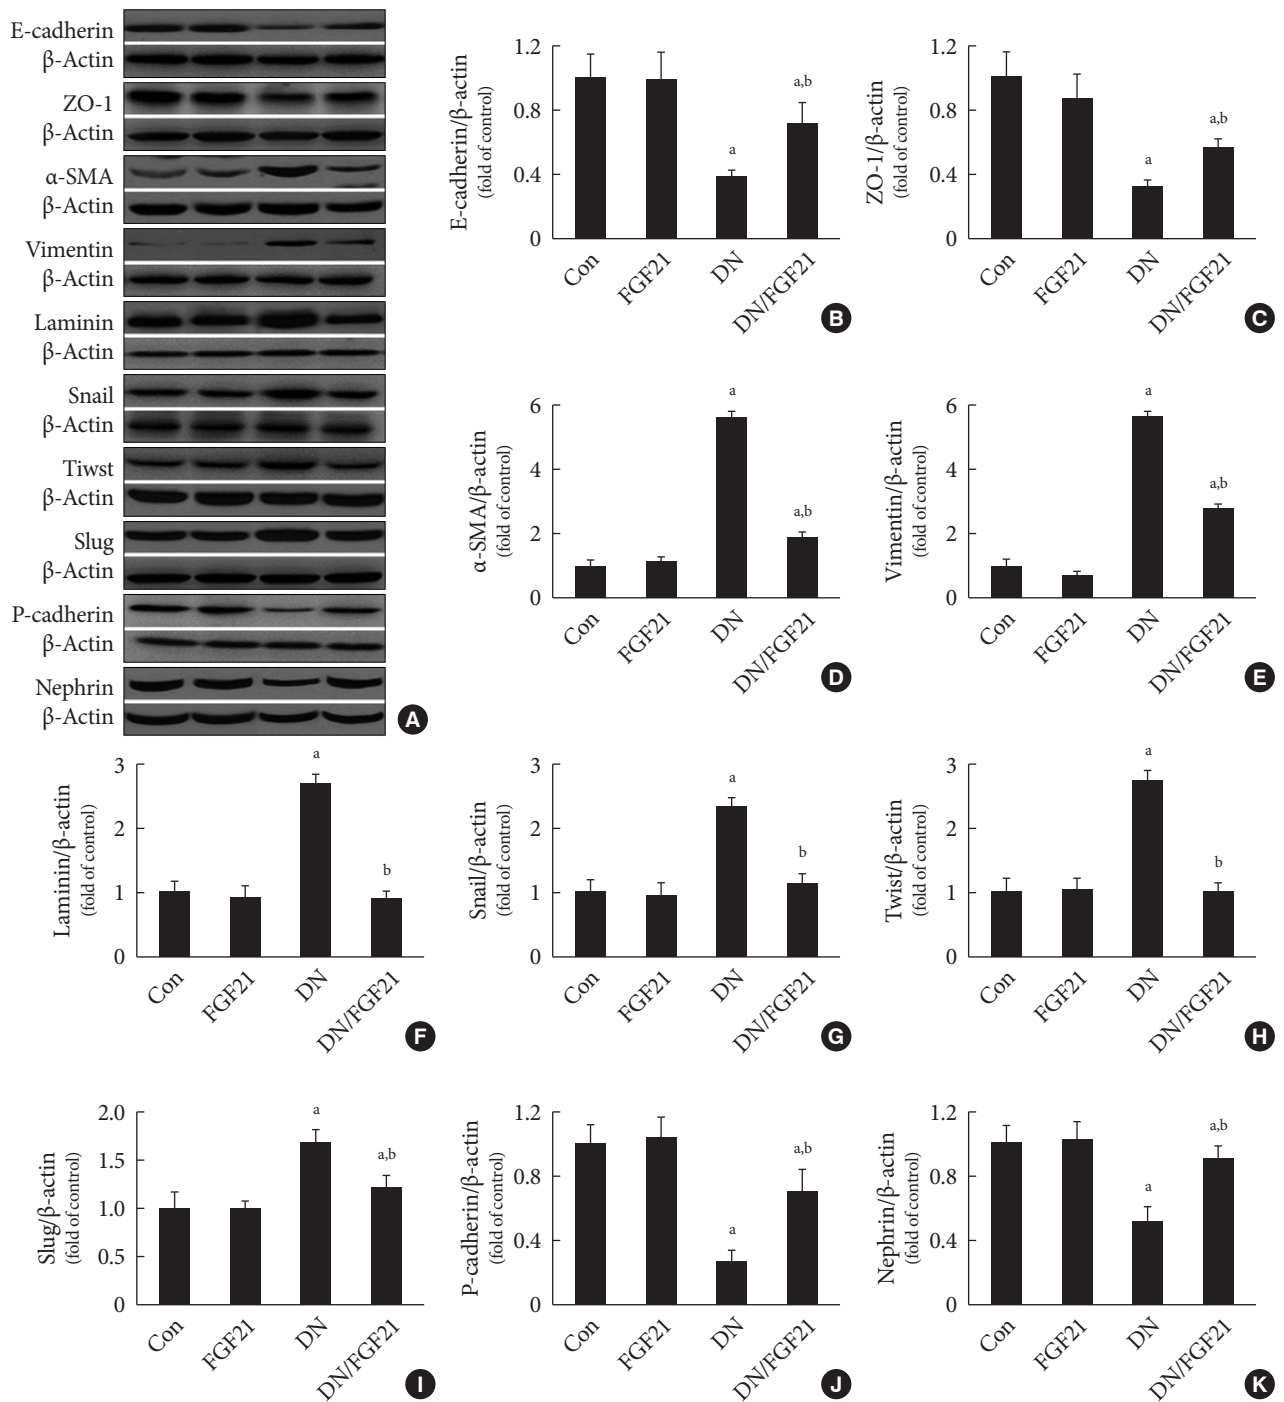 E-cadherin
β-Actin
ZO-1
β-Actin
α-SMA
β-Actin
Vimentin
β-Actin
Laminin
β-Actin
Snail
β-Actin
Tiwst
β-Actin
Slug
β-Actin
P-cadherin
β-Actin
Nephrin
β-Actin
A
E-cadherin/β-actin
(fold of control)
1.2
0.8
0.4
0
a
a,b
Con
FGF21
DN
DN/FGF21
B
ZO-1/β-actin
(fold of control)
1.2
0.8
0.4
0
a
a,b
Con
FGF21
DN
DN/FGF21
C
α-SMA/β-actin
(fold of control)
6
4
2
0
a
a,b
Con
FGF21
DN
DN/FGF21
D
Vimentin/β-actin
(fold of control)
6
4
2
0
a
a,b
Con
FGF21
DN
DN/FGF21
E
Laminin/β-actin
(fold of control)
3
2
1
0
a
b
Con
FGF21
DN
DN/FGF21
F
Snail/β-actin
(fold of control)
3
2
1
0
a
b
Con
FGF21
DN
DN/FGF21
G
Twist/β-actin
(fold of control)
3
2
1
0
a
b
Con
FGF21
DN
DN/FGF21
H
Slug/β-actin
(fold of control)
2.0
1.5
1.0
0.5
0
a
a,b
Con
FGF21
DN
DN/FGF21
I
P-cadherin/β-actin
(fold of control)
1.2
0.8
0.4
0
a
a,b
Con
FGF21
DN
DN/FGF21
J
Nephrin/β-actin
(fold of control)
1.2
0.8
0.4
0
a
a,b
Con
FGF21
DN
DN/FGF21
K